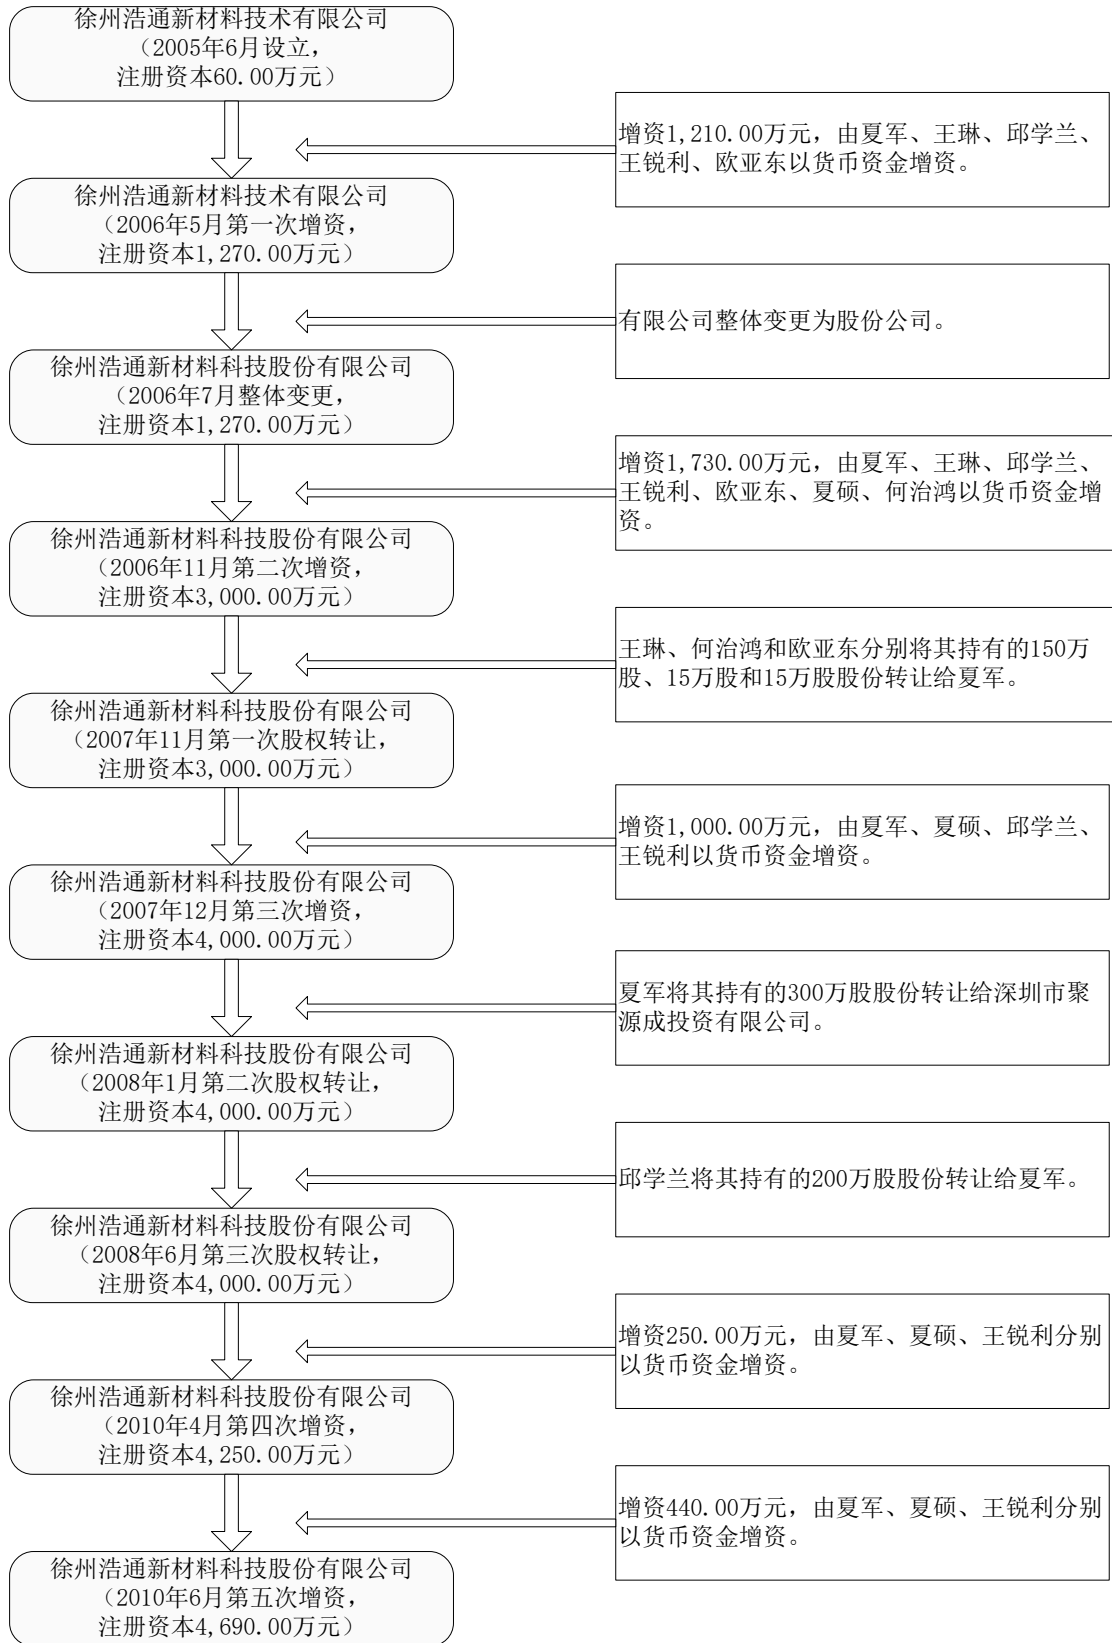 徐州浩通新材料技术有限公司
（2005年6月设立，
注册资本60.00万元）
增资1,210.00万元，由夏军、王琳、邱学兰、
王锐利、欧亚东以货币资金增资。
徐州浩通新材料技术有限公司
（2006年5月第一次增资，
注册资本1,270.00万元）
有限公司整体变更为股份公司。
徐州浩通新材料科技股份有限公司
（2006年7月整体变更，
注册资本1,270.00万元）
增资1,730.00万元，由夏军、王琳、邱学兰、
王锐利、欧亚东、夏硕、何治鸿以货币资金增
资。
徐州浩通新材料科技股份有限公司
（2006年11月第二次增资，
注册资本3,000.00万元）
王琳、何治鸿和欧亚东分别将其持有的150万
股、15万股和15万股股份转让给夏军。
徐州浩通新材料科技股份有限公司
（2007年11月第一次股权转让，
注册资本3,000.00万元）
增资1,000.00万元，由夏军、夏硕、邱学兰、
王锐利以货币资金增资。
徐州浩通新材料科技股份有限公司
（2007年12月第三次增资，
注册资本4,000.00万元）
夏军将其持有的300万股股份转让给深圳市聚
源成投资有限公司。
徐州浩通新材料科技股份有限公司
（2008年1月第二次股权转让，
注册资本4,000.00万元）
邱学兰将其持有的200万股股份转让给夏军。
徐州浩通新材料科技股份有限公司
（2008年6月第三次股权转让，
注册资本4,000.00万元）
增资250.00万元，由夏军、夏硕、王锐利分别
以货币资金增资。
徐州浩通新材料科技股份有限公司
（2010年4月第四次增资，
注册资本4,250.00万元）
增资440.00万元，由夏军、夏硕、王锐利分别
以货币资金增资。
徐州浩通新材料科技股份有限公司
（2010年6月第五次增资，
注册资本4,690.00万元）